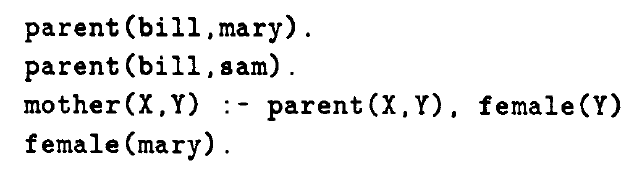 parent(bill,mary).
parent(bill,sam).
mother(X,Y) :- parent(X,Y), female(Y)
female(mary).